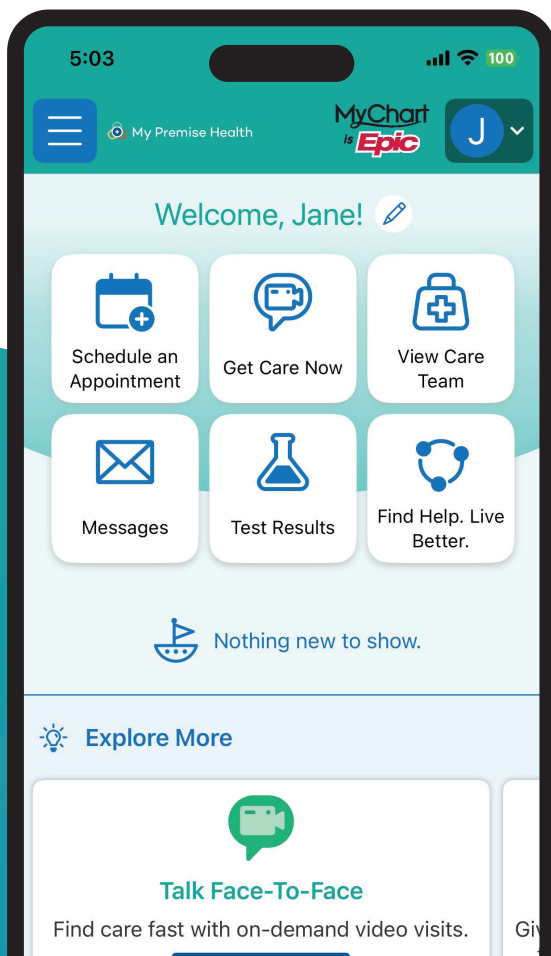 5:03
100
My Premise Health
MyChart
is Epic
J
Welcome, Jane!
Schedule an
Appointment
Get Care Now
View Care
Team
Messages
Test Results
Find Help. Live
Better.
Nothing new to show.
Explore More
Talk Face-To-Face
Find care fast with on-demand video visits.